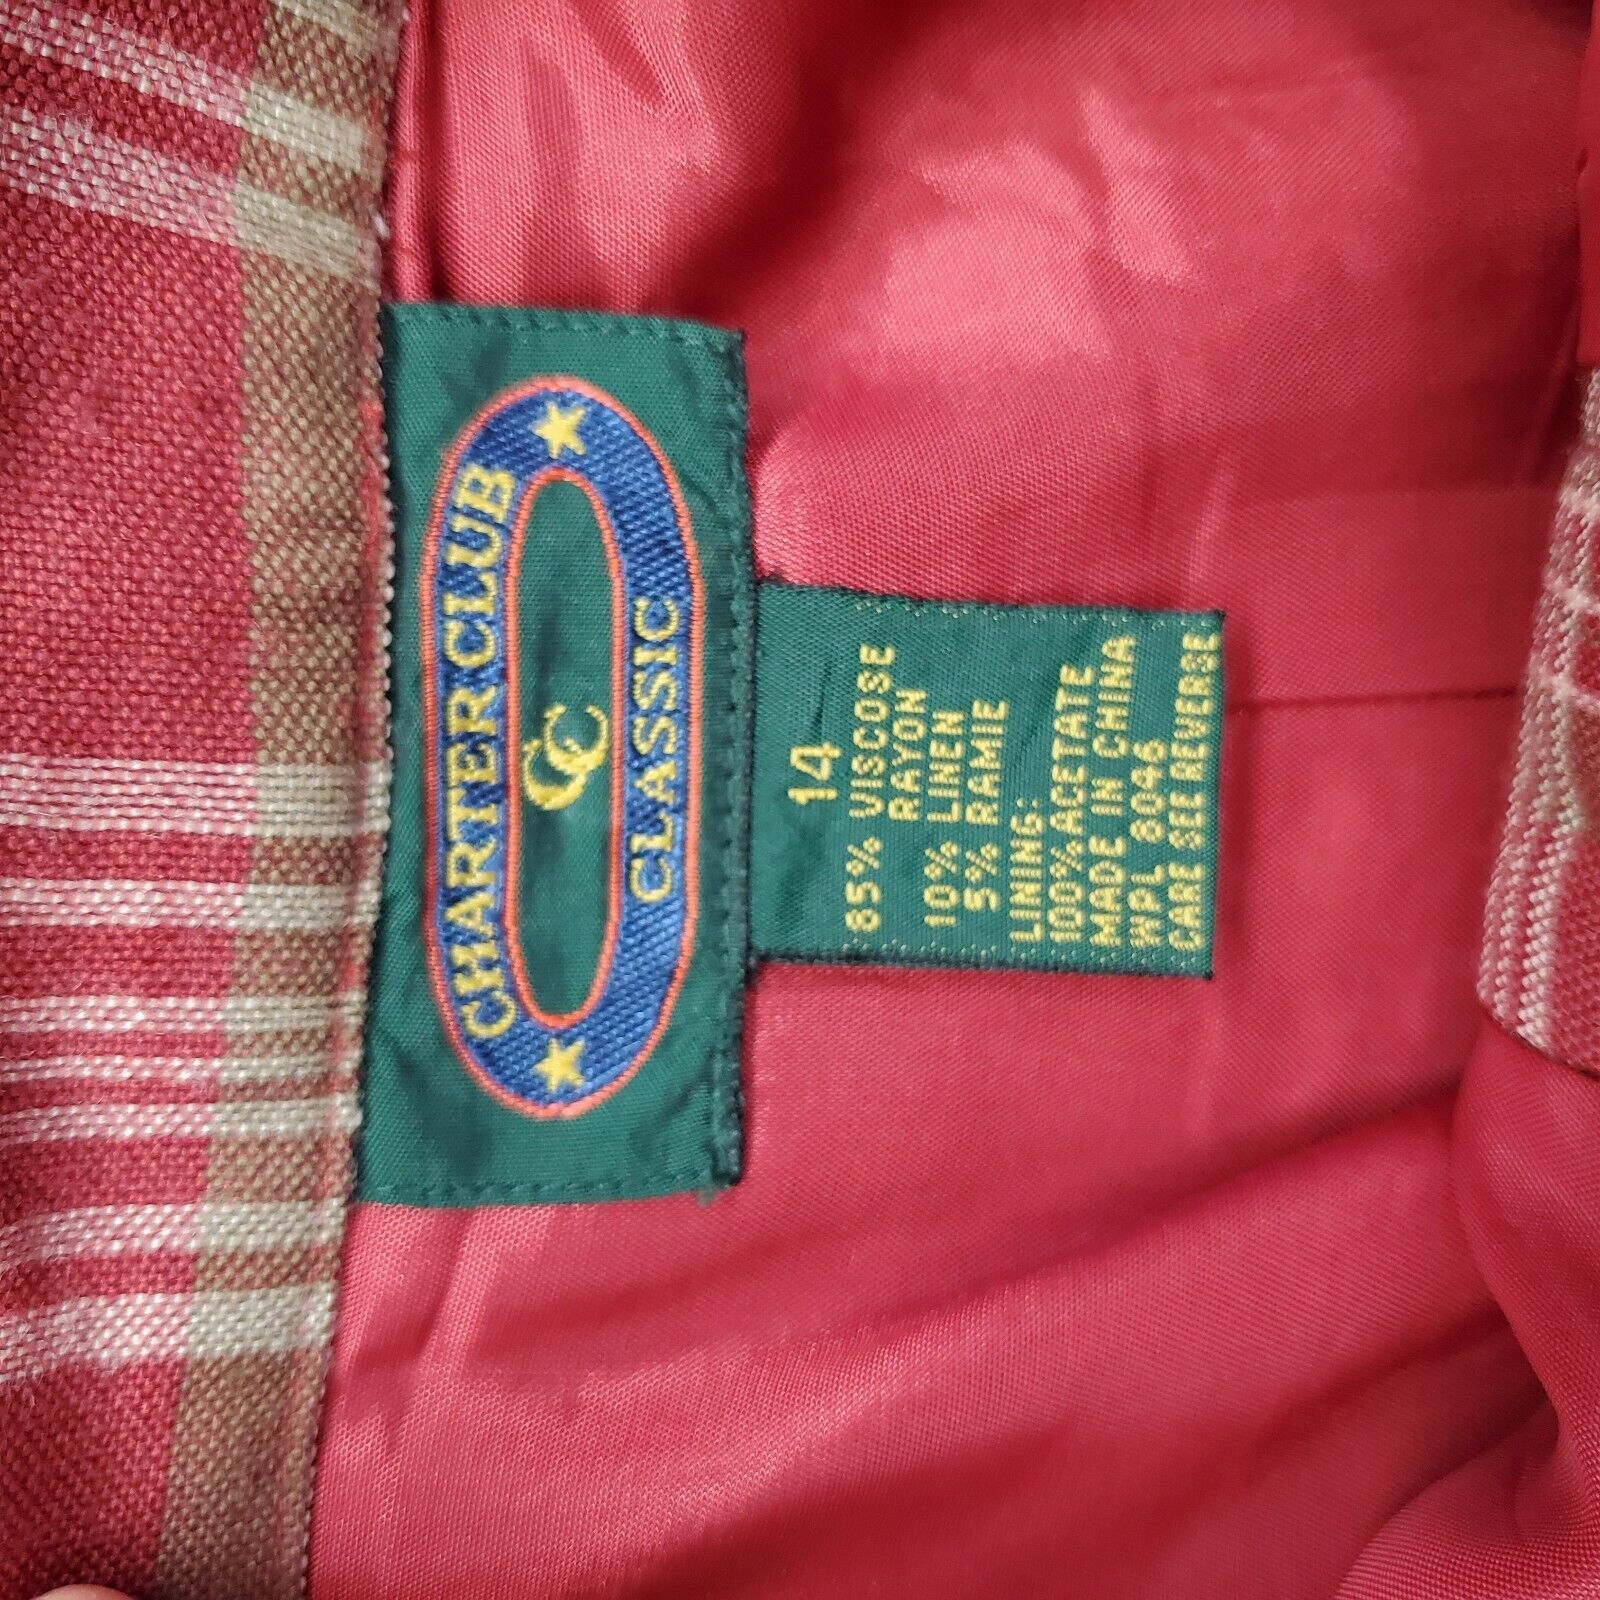 CHARTER CLUB
CC
CLASSIC
14
85% VISCOSE
RAYON
10% LINEN
5% RAMIE
LINING:
100% ACETATE
MADE IN CHINA
WPL 8046
CARE SEE REVERSE